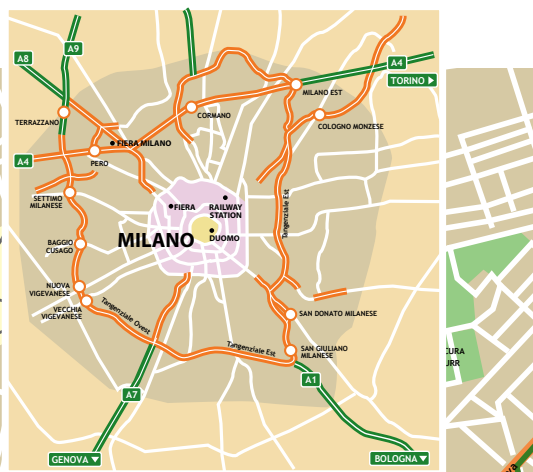 A8
A9
A4
TORINO
MILANO EST
TERRAZZANO
CORMANO
COLOGNO MONZESE
FIERA MILANO
A4
PERO
SETTIMO
MILANESE
FIERA
RAILWAY
STATION
Tangenziale Est
MILANO
DUOMO
BAGGIO
CUSAGO
NUOVA
VIGEVANESE
VECCHIA
VIGEVANESE
Tangenziale Ovest
SAN DONATO MILANESE
Tangenziale Est
SAN GIULIANO
MILANESE
A1
A7
GENOVA
BOLOGNA
CURA
URR